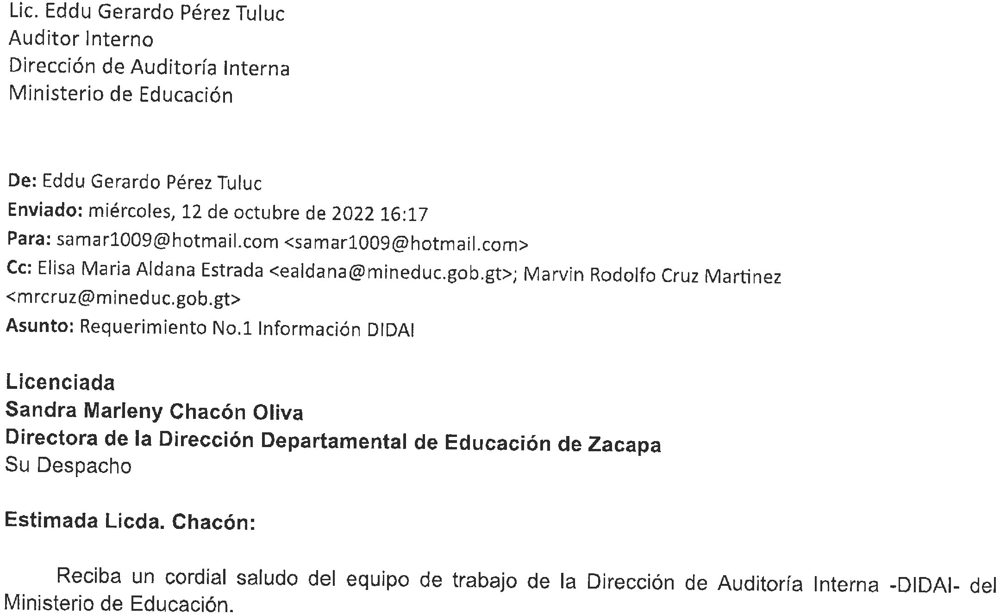 Lic. Eddu Gerardo Pérez Tuluc
Auditor Interno
Dirección de Auditoría Interna
Ministerio de Educación
De: Eddu Gerardo Pérez Tuluc
Enviado: miércoles, 12 de octubre de 2022 16:17
Para: samar1009@hotmail.com <samar1009@hotmail.com>
Cc: Elisa Maria Aldana Estrada <ealdana@mineduc.gob.gt>; Marvin Rodolfo Cruz Martinez
<mrcruz@mineduc.gob.gt>
Asunto: Requerimiento No.1 Información DIDAI
Licenciada
Sandra Marleny Chacón Oliva
Directora de la Dirección Departamental de Educación de Zacapa
Su Despacho
Estimada Licda. Chacón:
Reciba un cordial saludo del equipo de trabajo de la Dirección de Auditoría Interna -DIDAI- del
Ministerio de Educación.